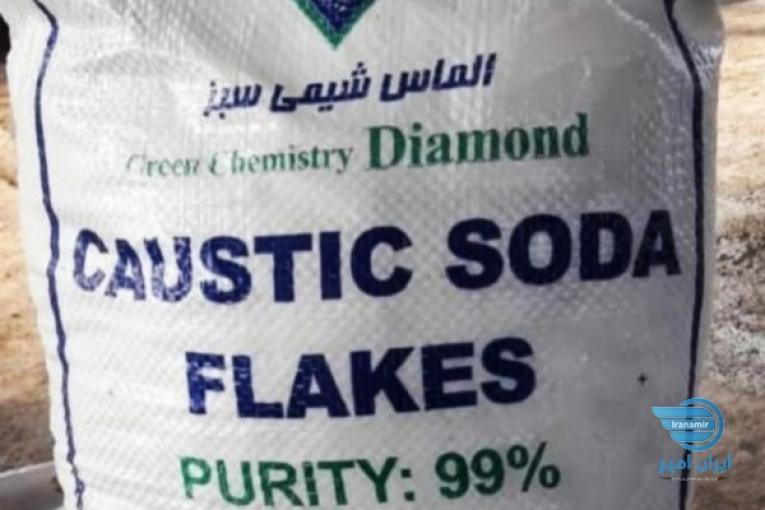 الماس شیمی سبز
Green Chemistry Diamond
CAUSTIC SODA
FLAKES
PURITY: 99%
Iranamir
ایران امیر